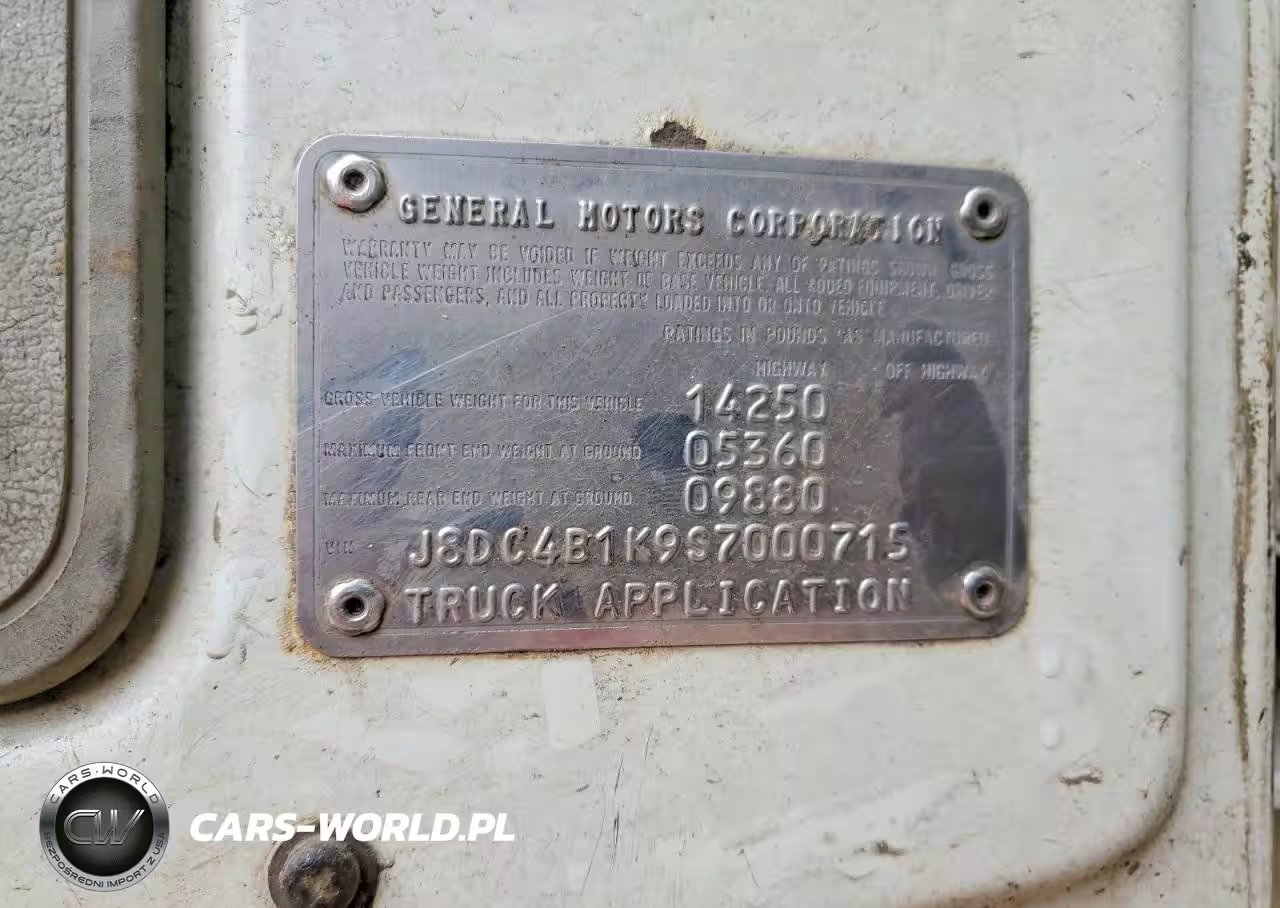 GENERAL MOTORS CORPORATION
WARRANTY MAY BE VOIDED IF WEIGHT EXCEEDS ANY OF RATINGS SHOWN GROSS
VEHICLE WEIGHT INCLUDES WEIGHT OF BASE VEHICLE, ALL ADDED EQUIPMENT, DRIVER
AND PASSENGERS, AND ALL PROPERTY LOADED INTO OR ONTO VEHICLE
RATINGS IN POUNDS "AS" MANUFACTURED
HIGHWAY OFF HIGHWAY
GROSS VEHICLE WEIGHT FOR THIS VEHICLE 14250
MAXIMUM FRONT END WEIGHT AT GROUND 05360
MAXIMUM REAR END WEIGHT AT GROUND 09880
VIN J8DC4B1K9S7000715
TRUCK APPLICATION
CARS-WORLD
CW
BEZPOŚREDNI IMPORT Z USA
CARS-WORLD.PL